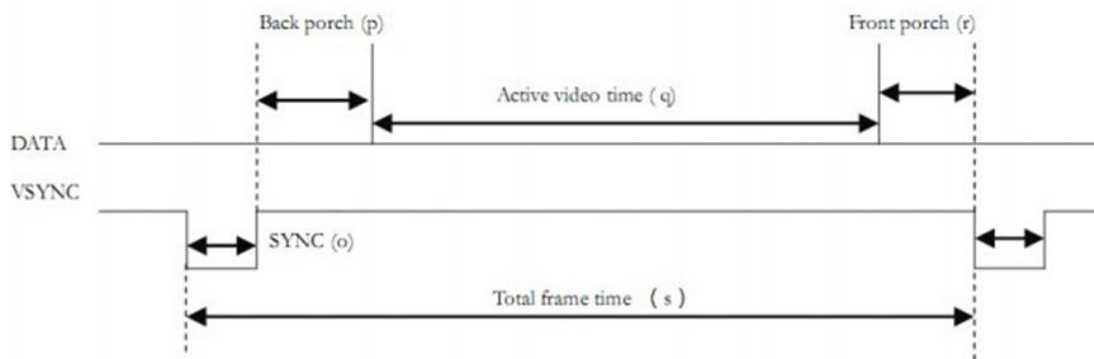 Back porch (p)
Front porch (r)
Active video time ( q )
DATA
VSYNC
SYNC (o)
Total frame time ( s )